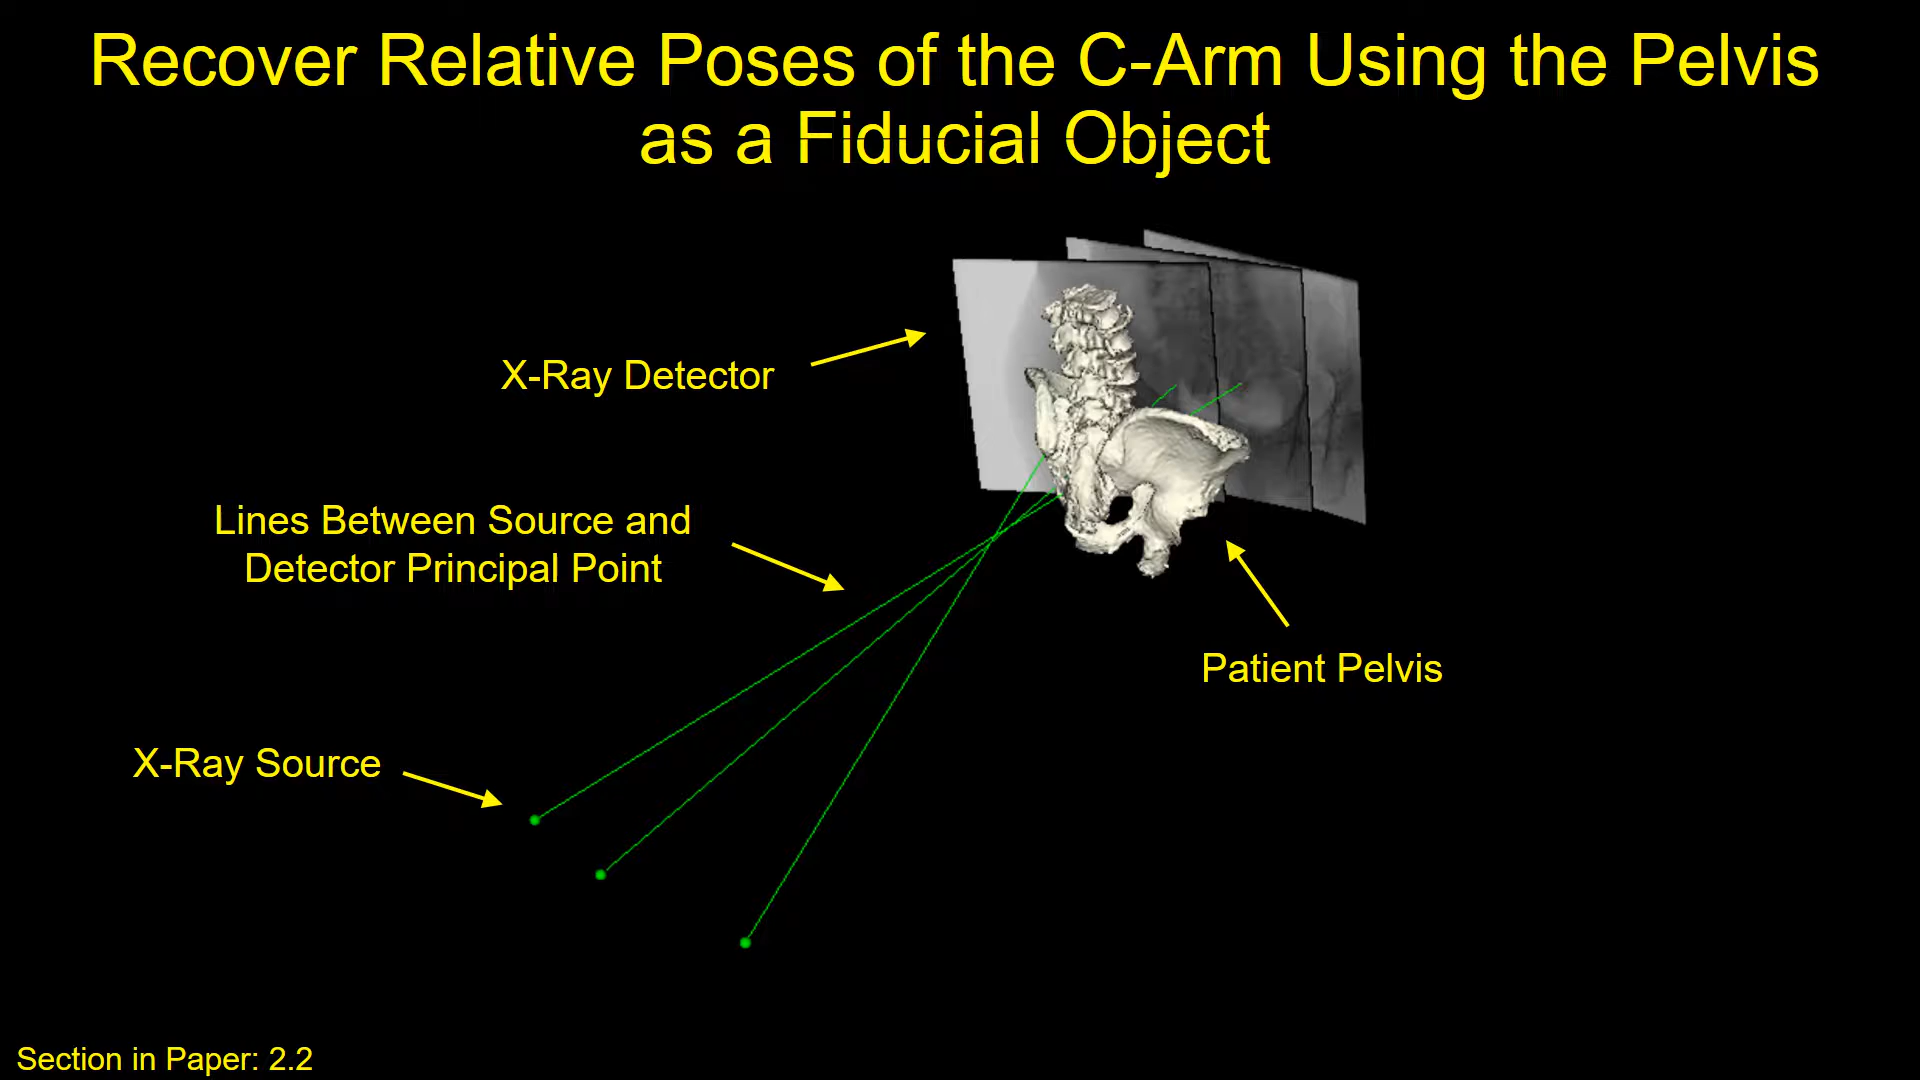 Recover Relative Poses of the C-Arm Using the Pelvis
as a Fiducial Object
X-Ray Detector
Lines Between Source and
Detector Principal Point
Patient Pelvis
X-Ray Source
Section in Paper: 2.2